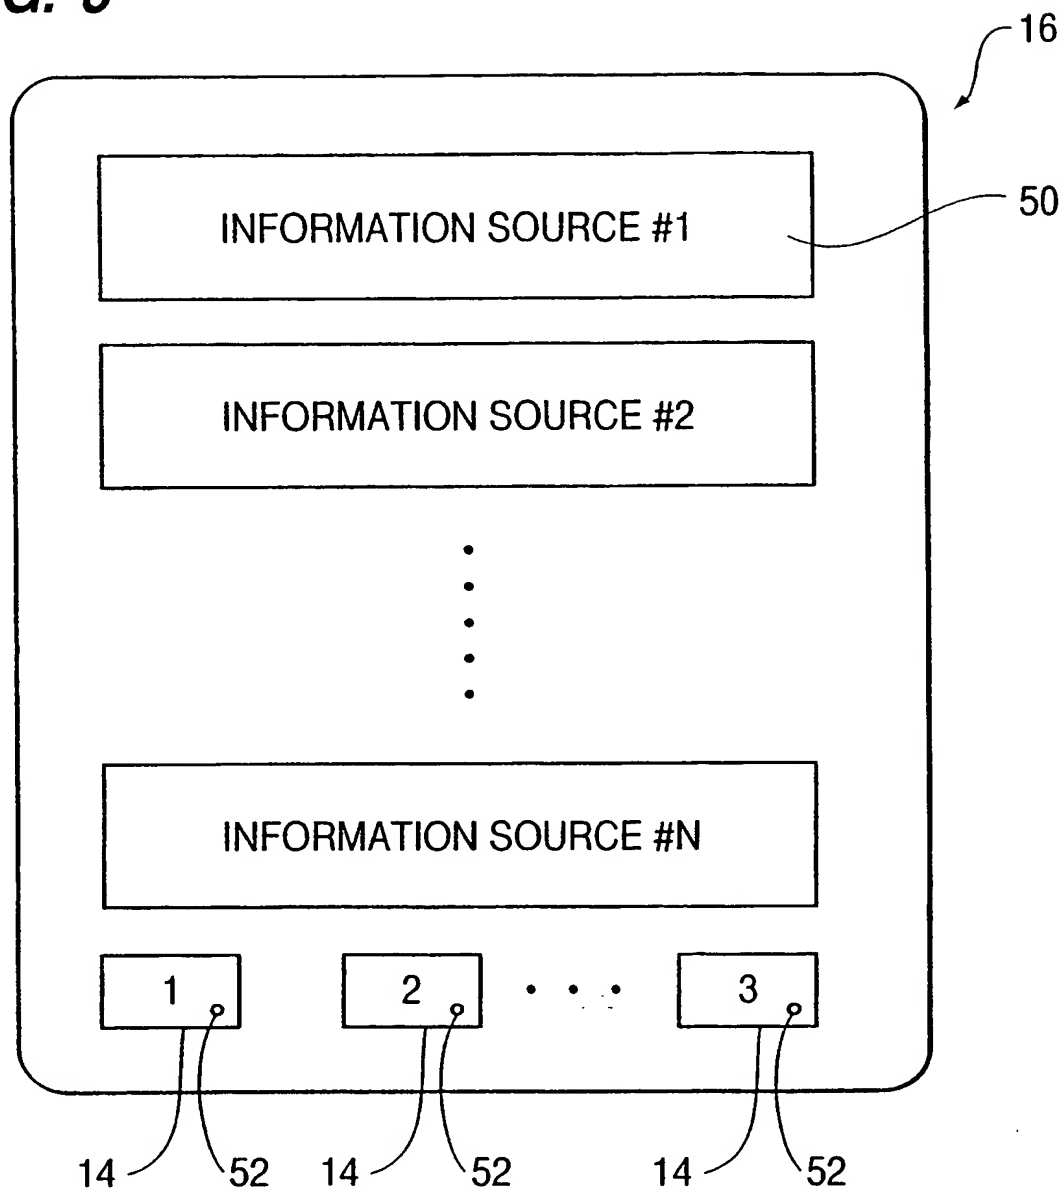 16
INFORMATION SOURCE #1
50
INFORMATION SOURCE #2
INFORMATION SOURCE #N
1 2 3
14 52 14 52 14 52